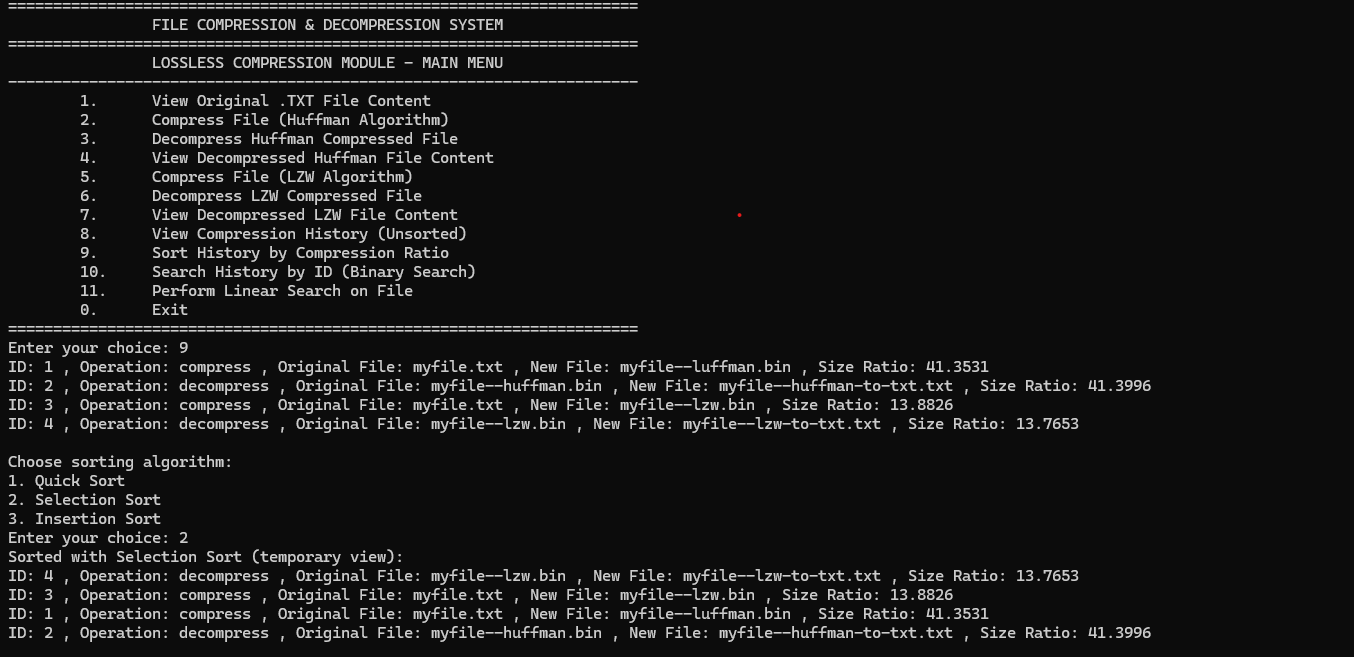 ======================================================================
FILE COMPRESSION & DECOMPRESSION SYSTEM
======================================================================
LOSSLESS COMPRESSION MODULE - MAIN MENU
----------------------------------------------------------------------
1. View Original .TXT File Content
2. Compress File (Huffman Algorithm)
3. Decompress Huffman Compressed File
4. View Decompressed Huffman File Content
5. Compress File (LZW Algorithm)
6. Decompress LZW Compressed File
7. View Decompressed LZW File Content
8. View Compression History (Unsorted)
9. Sort History by Compression Ratio
10. Search History by ID (Binary Search)
11. Perform Linear Search on File
0. Exit
======================================================================
Enter your choice: 9
ID: 1 , Operation: compress , Original File: myfile.txt , New File: myfile--luffman.bin , Size Ratio: 41.3531
ID: 2 , Operation: decompress , Original File: myfile--huffman.bin , New File: myfile--huffman-to-txt.txt , Size Ratio: 41.3996
ID: 3 , Operation: compress , Original File: myfile.txt , New File: myfile--lzw.bin , Size Ratio: 13.8826
ID: 4 , Operation: decompress , Original File: myfile--lzw.bin , New File: myfile--lzw-to-txt.txt , Size Ratio: 13.7653
Choose sorting algorithm:
1. Quick Sort
2. Selection Sort
3. Insertion Sort
Enter your choice: 2
Sorted with Selection Sort (temporary view):
ID: 4 , Operation: decompress , Original File: myfile--lzw.bin , New File: myfile--lzw-to-txt.txt , Size Ratio: 13.7653
ID: 3 , Operation: compress , Original File: myfile.txt , New File: myfile--lzw.bin , Size Ratio: 13.8826
ID: 1 , Operation: compress , Original File: myfile.txt , New File: myfile--luffman.bin , Size Ratio: 41.3531
ID: 2 , Operation: decompress , Original File: myfile--huffman.bin , New File: myfile--huffman-to-txt.txt , Size Ratio: 41.3996